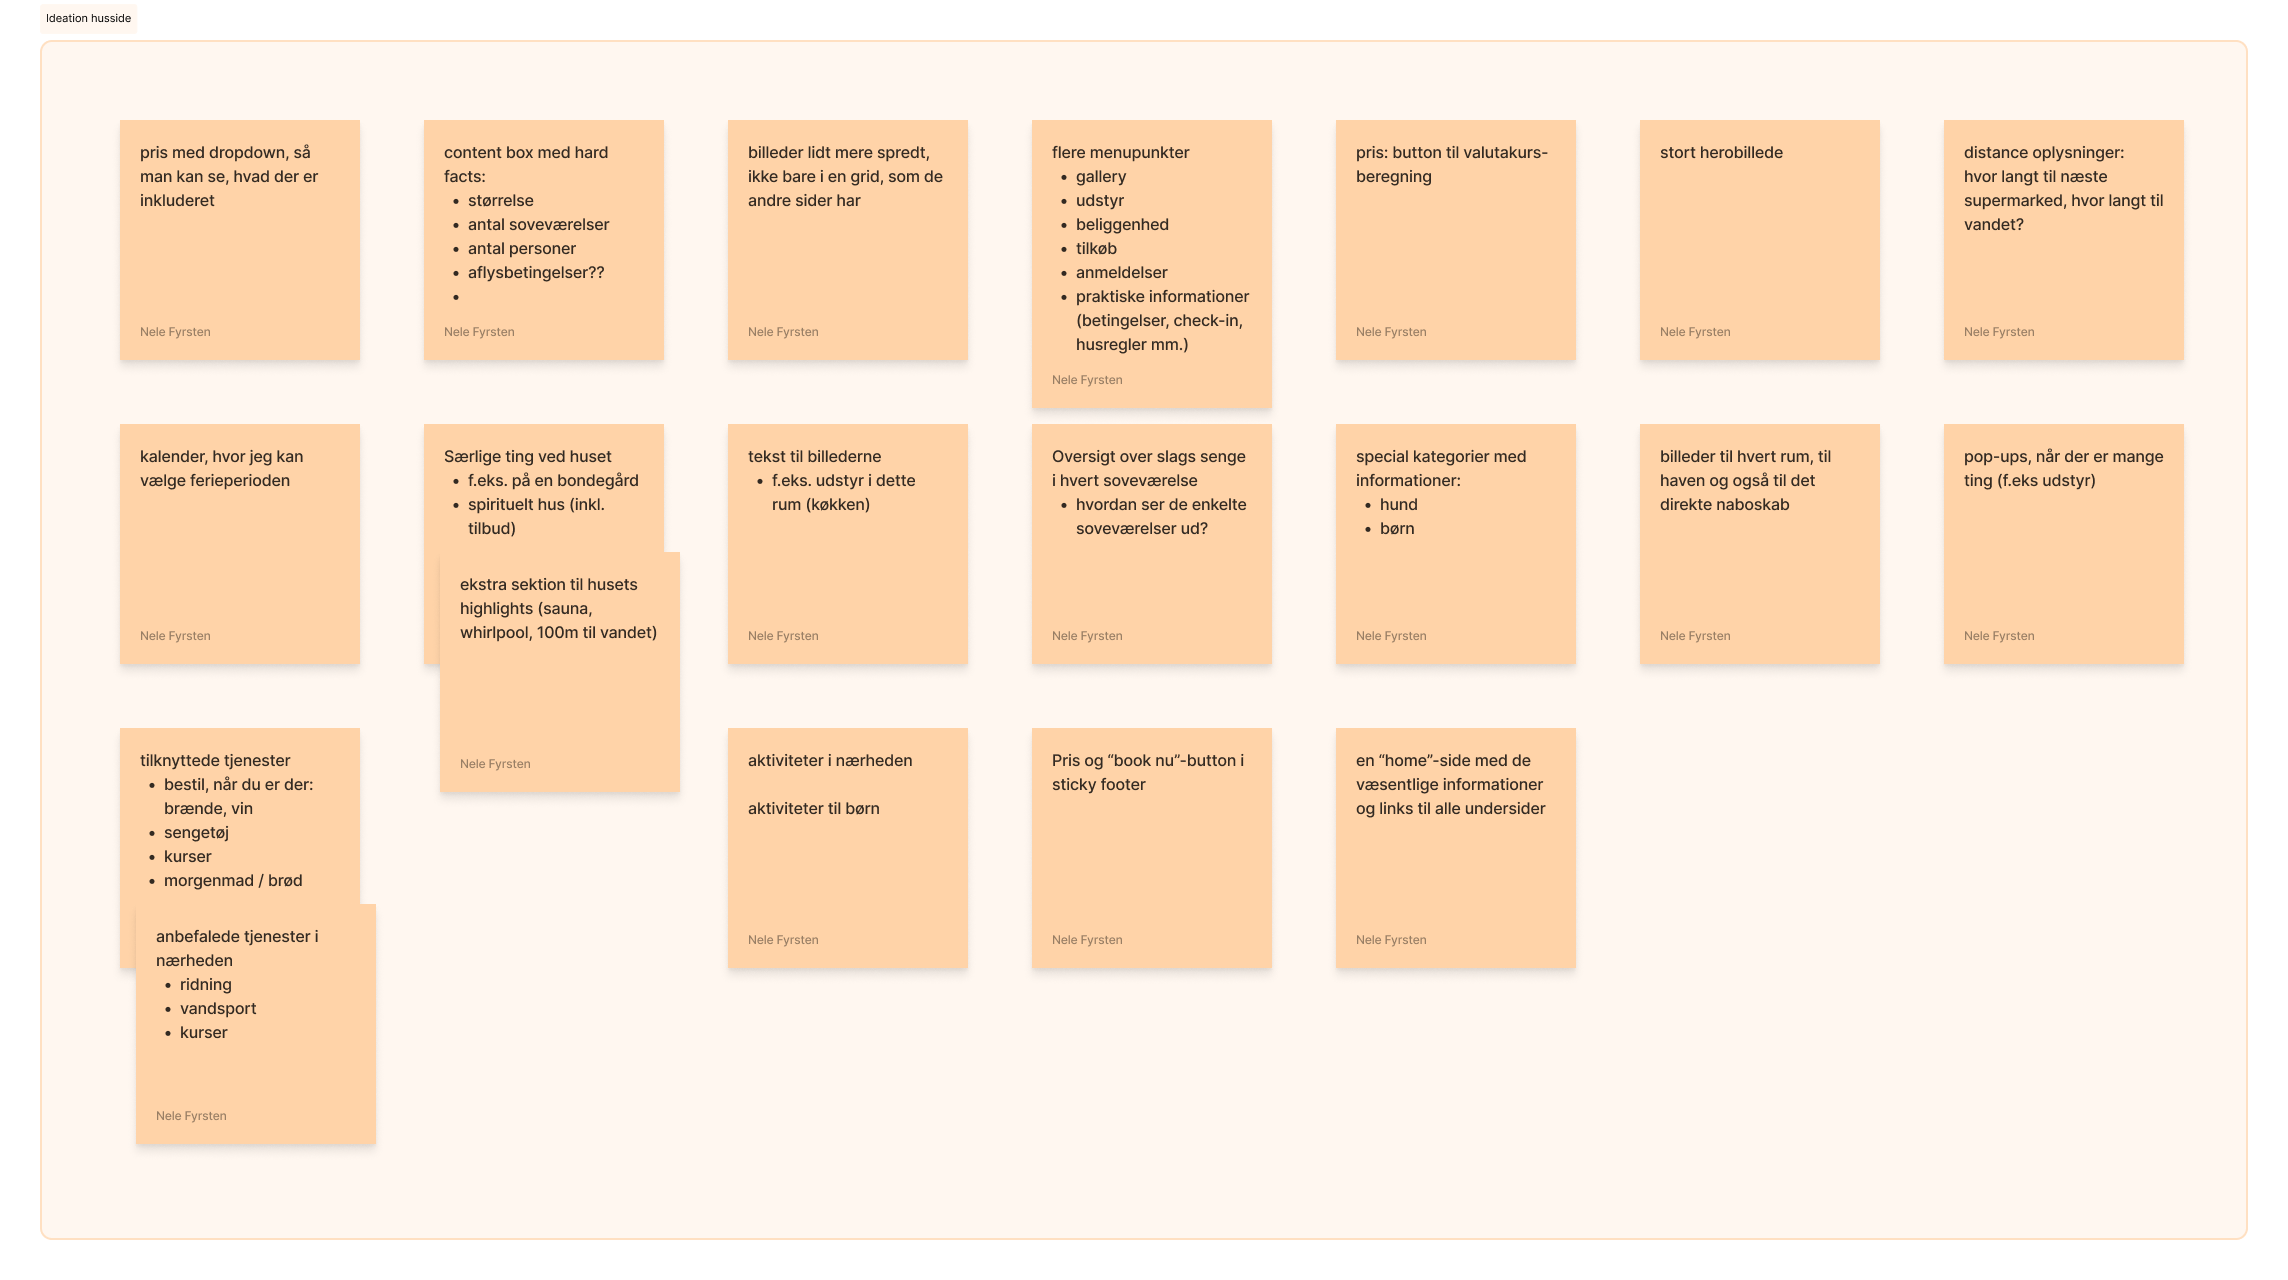 Ideation husside
pris med dropdown, så
man kan se, hvad der er
inkluderet
Nele Fyrsten
content box med hard
facts:
• størrelse
• antal soveværelser
• antal personer
• aflysbetingelser??
•
Nele Fyrsten
billeder lidt mere spredt,
ikke bare i en grid, som de
andre sider har
Nele Fyrsten
flere menupunkter
• gallery
• udstyr
• beliggenhed
• tilkøb
• anmeldelser
• praktiske informationer
(betingelser, check-in,
husregler mm.)
Nele Fyrsten
pris: button til valutakurs-
beregning
Nele Fyrsten
stort herobillede
Nele Fyrsten
distance oplysninger:
hvor langt til næste
supermarked, hvor langt til
vandet?
Nele Fyrsten
kalender, hvor jeg kan
vælge ferieperioden
Nele Fyrsten
Særlige ting ved huset
• f.eks. på en bondegård
• spirituelt hus (inkl.
tilbud)
ekstra sektion til husets
highlights (sauna,
whirlpool, 100m til vandet)
Nele Fyrsten
tekst til billederne
• f.eks. udstyr i dette
rum (køkken)
Nele Fyrsten
Oversigt over slags senge
i hvert soveværelse
• hvordan ser de enkelte
soveværelser ud?
Nele Fyrsten
special kategorier med
informationer:
• hund
• børn
Nele Fyrsten
billeder til hvert rum, til
haven og også til det
direkte naboskab
Nele Fyrsten
pop-ups, når der er mange
ting (f.eks udstyr)
Nele Fyrsten
tilknyttede tjenester
• bestil, når du er der:
brænde, vin
• sengetøj
• kurser
• morgenmad / brød
anbefalede tjenester i
nærheden
• ridning
• vandsport
• kurser
Nele Fyrsten
aktiviteter i nærheden
aktiviteter til børn
Nele Fyrsten
Pris og “book nu”-button i
sticky footer
Nele Fyrsten
en “home”-side med de
væsentlige informationer
og links til alle undersider
Nele Fyrsten